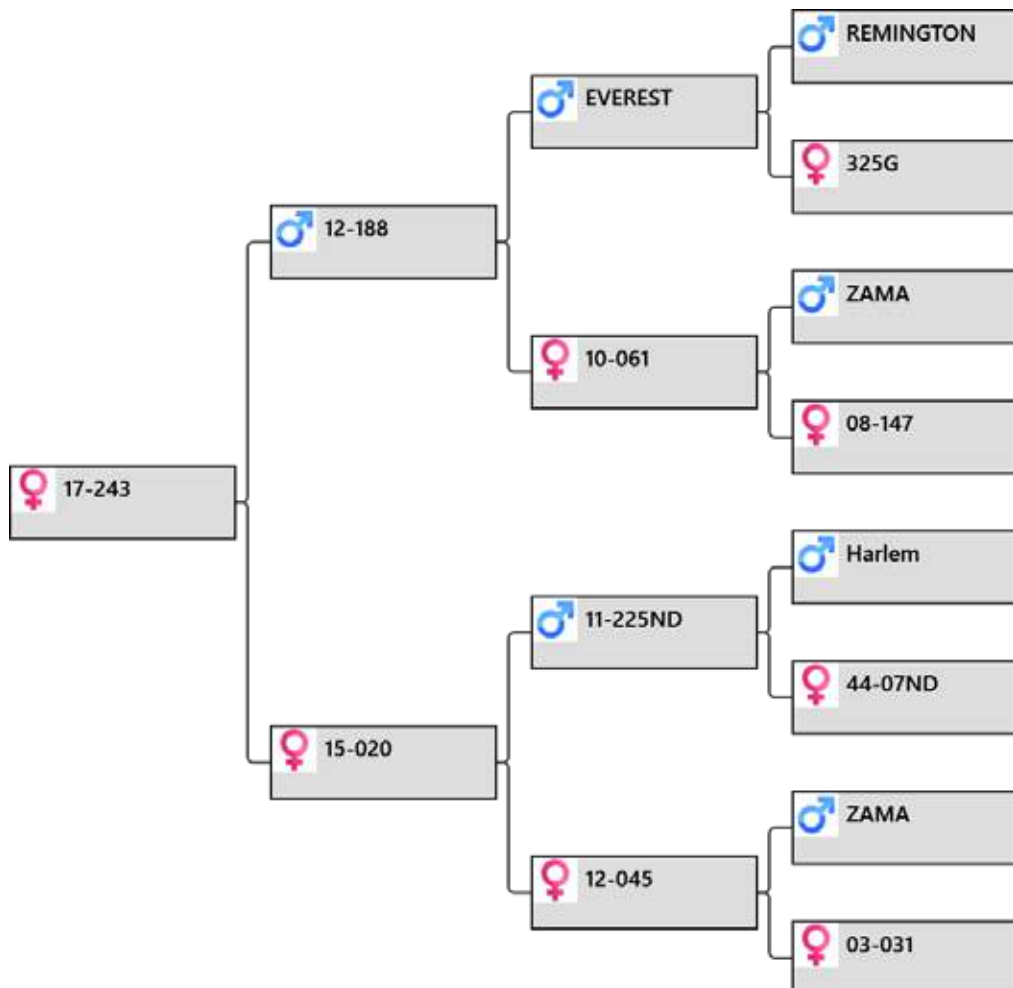 REMINGTON
EVEREST
325G
12-188
ZAMA
10-061
08-147
17-243
Harlem
11-225ND
44-07ND
15-020
ZAMA
12-045
03-031